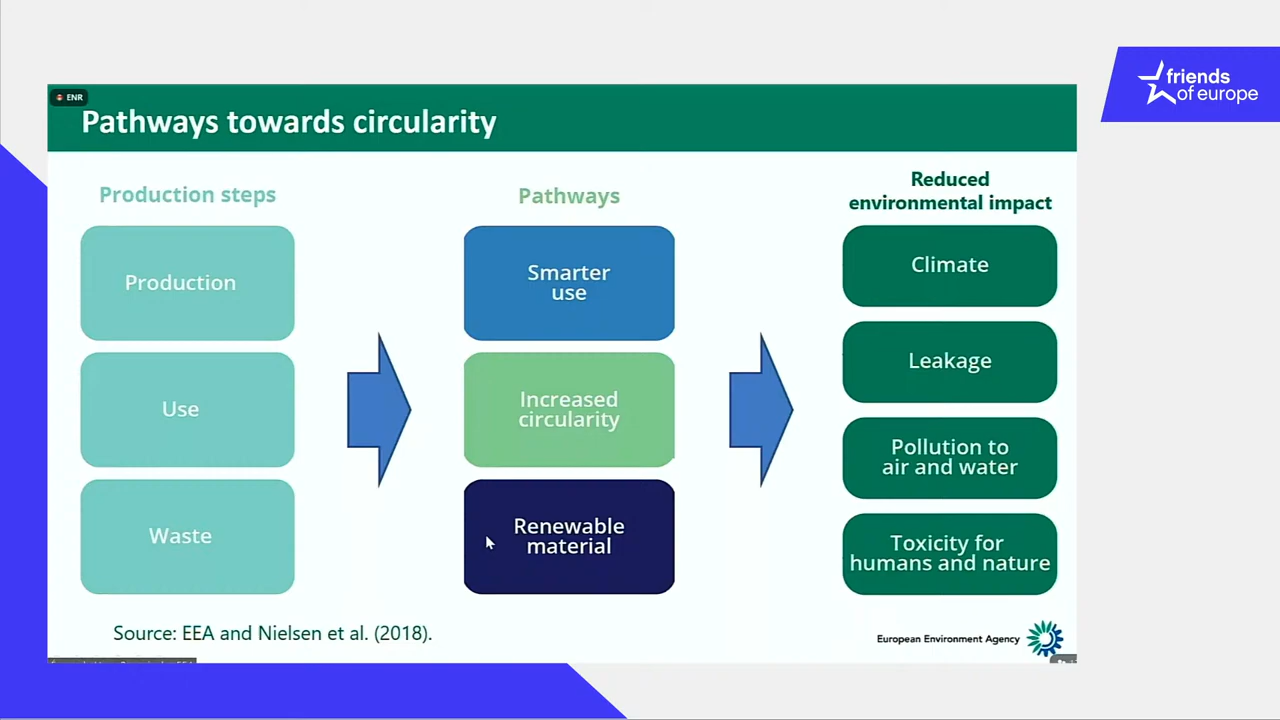 friends
of europe
ENR
Pathways towards circularity
Production steps
Production
Use
Waste
Pathways
Smarter
use
Increased
circularity
Renewable
material
Reduced
environmental impact
Climate
Leakage
Pollution to
air and water
Toxicity for
humans and nature
Source: EEA and Nielsen et al. (2018).
European Environment Agency